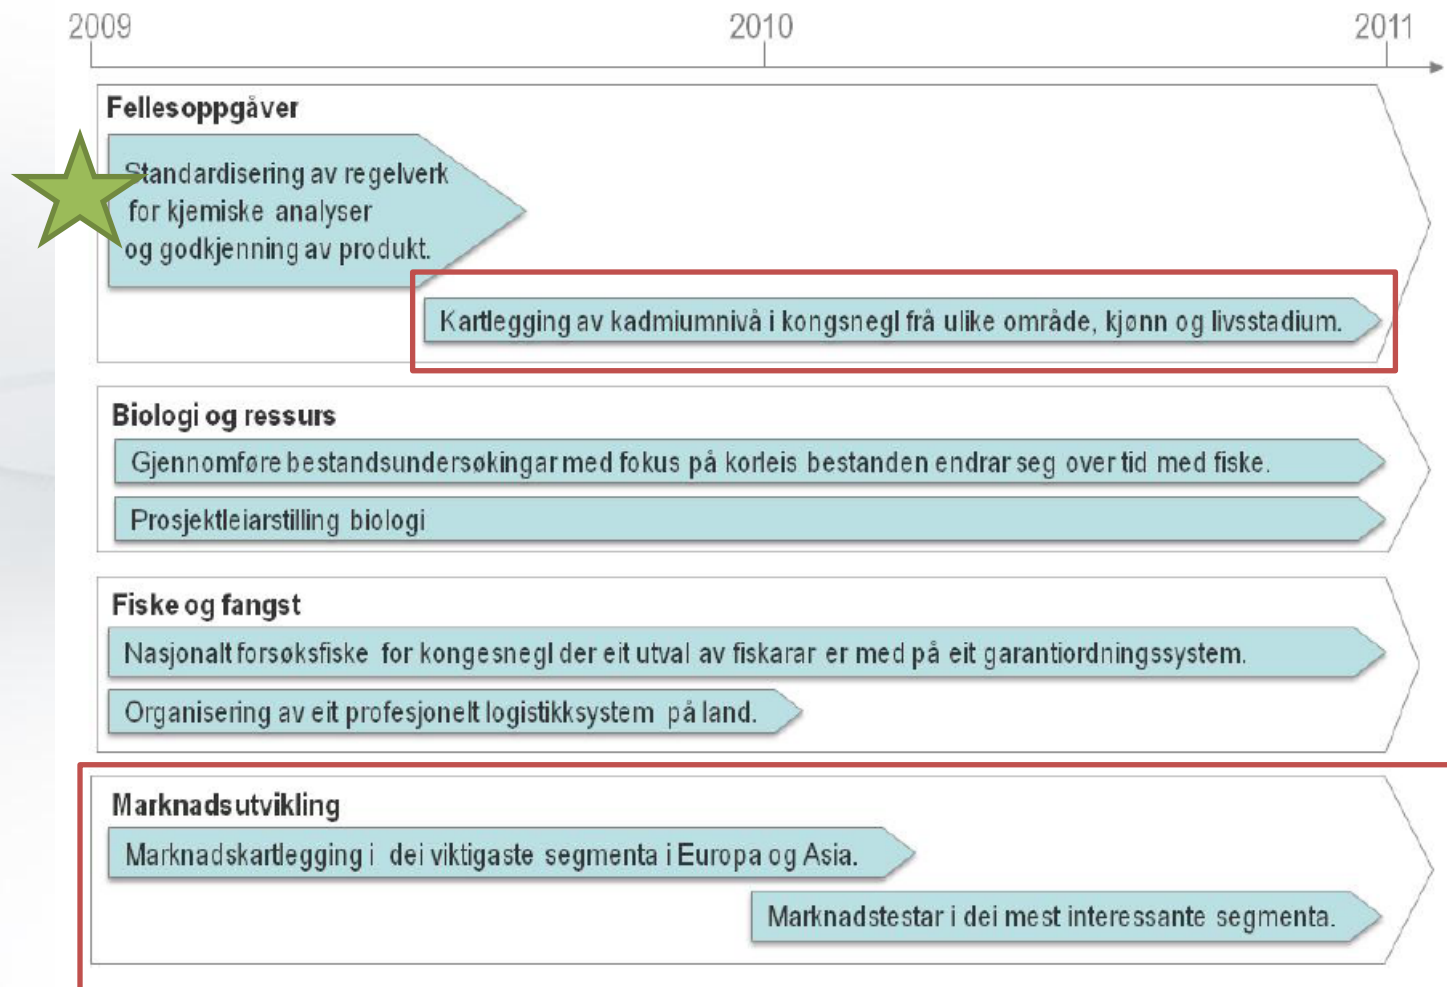 2009 2010 2011
Fellesoppgåver
Standardisering av regelverk
for kjemiske analyser
og godkjenning av produkt.
Kartlegging av kadmiumnivå i kongsnegl frå ulike område, kjønn og livsstadium.
Biologi og ressurs
Gjennomføre bestandsundersøkingar med fokus på korleis bestanden endrar seg over tid med fiske.
Prosjektleiarstilling biologi
Fiske og fangst
Nasjonalt forsøksfiske for kongesnegl der eit utval av fiskarar er med på eit garantiordningssystem.
Organisering av eit profesjonelt logistikksystem på land.
Marknadsutvikling
Marknadskartlegging i dei viktigaste segmenta i Europa og Asia.
Marknadstestar i dei mest interessante segmenta.